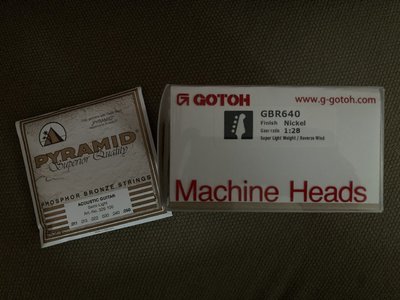 PYRAMID
Superior Quality
PHOSPHOR BRONZE STRINGS
ACOUSTIC GUITAR
GOTOH
www.g-gotoh.com
GBR640
Finish Nickel
Gear ratio 1:28
Super Light Weight / Reverse Wind
Machine Heads